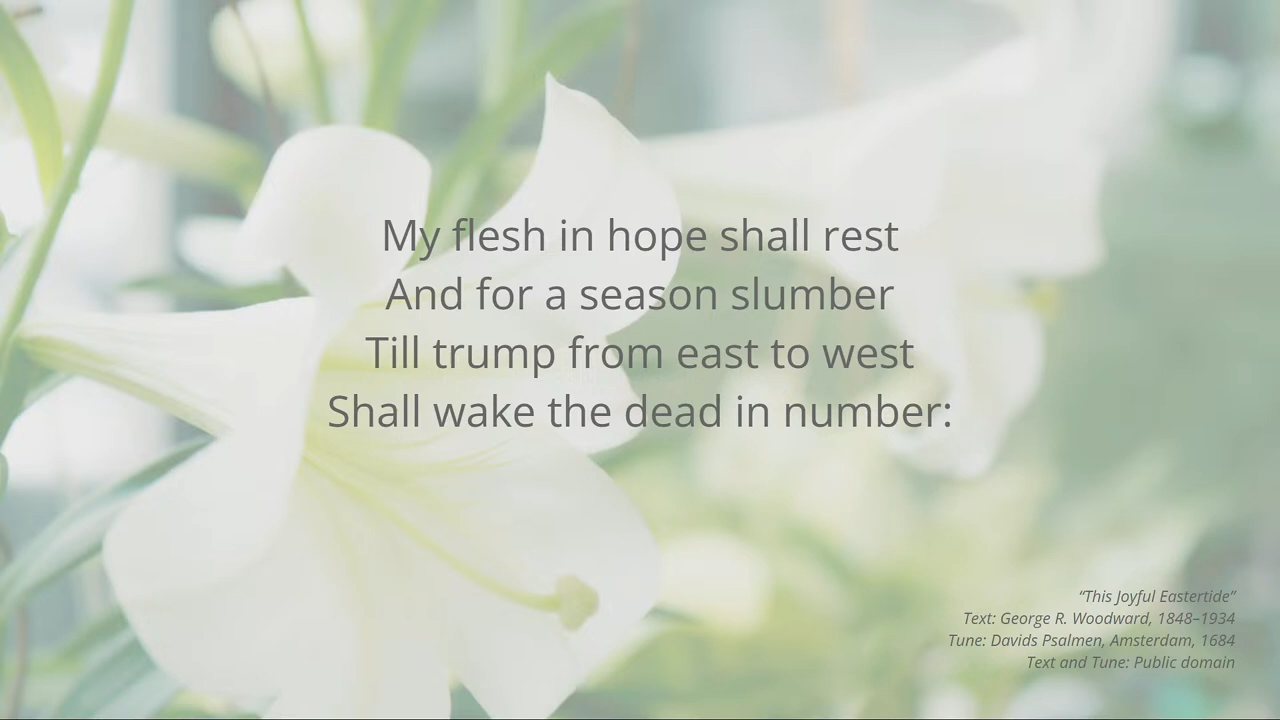 My flesh in hope shall rest
And for a season slumber
Till trump from east to west
Shall wake the dead in number:
“This Joyful Eastertide”
Text: George R. Woodward, 1848–1934
Tune: Davids Psalmen, Amsterdam, 1684
Text and Tune: Public domain